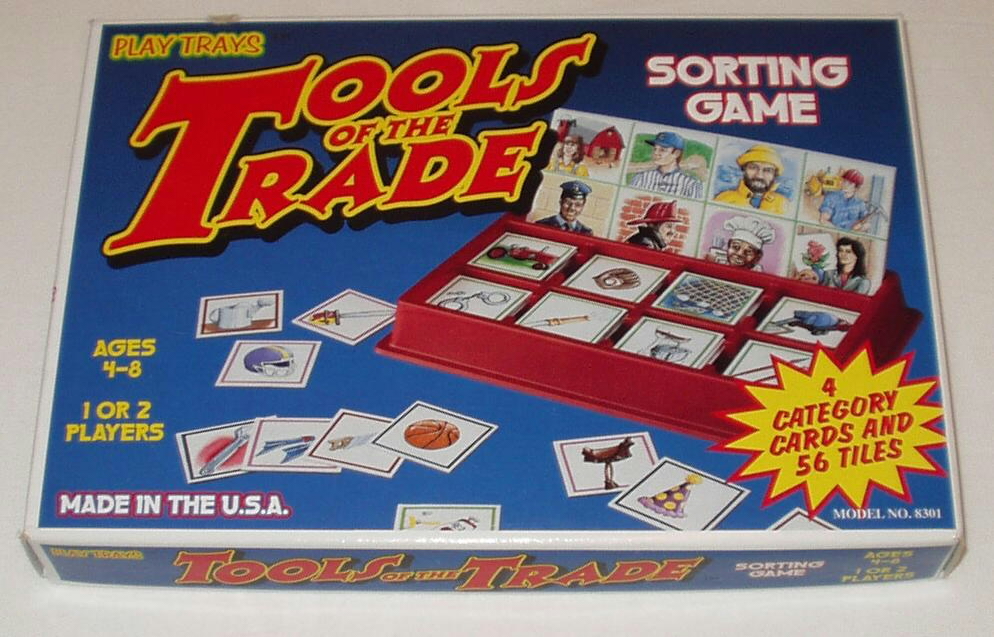 PLAY TRAYS
TOOLS
OF THE
TRADE
SORTING
GAME
AGES
4-8
1 OR 2
PLAYERS
4
CATEGORY
CARDS AND
56 TILES
MADE IN THE U.S.A.
MODEL NO. 8301
PLAY TRAYS
TOOLS OF THE TRADE
SORTING
GAME
AGES
4-8
1 OR 2
PLAYERS